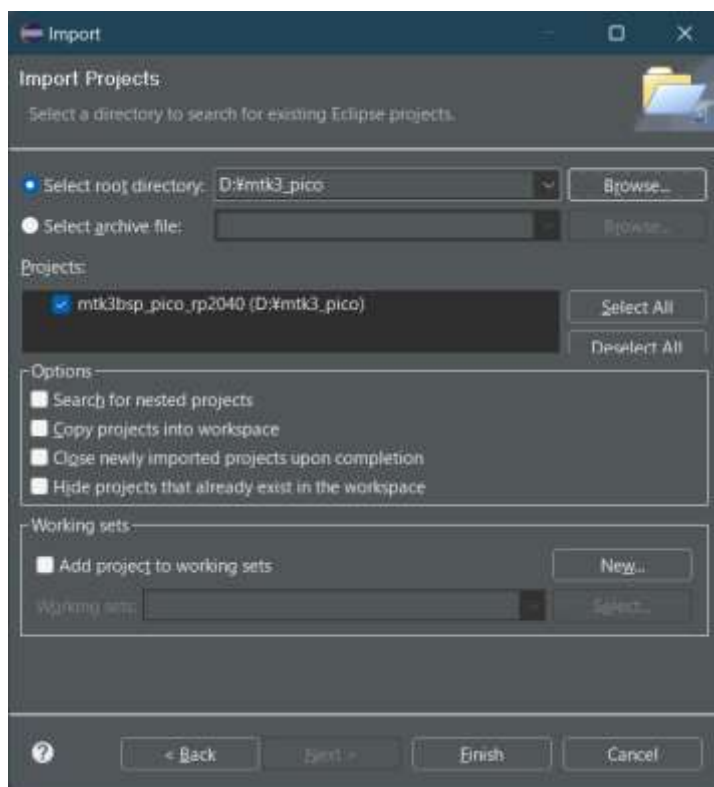 Import
Import Projects
Select a directory to search for existing Eclipse projects.
Select root directory: D:¥mtk3_pico Browse...
Select archive file: Browse...
Projects:
mtk3bsp_pico_rp2040 (D:¥mtk3_pico)
Select All
Deselect All
Options
Search for nested projects
Copy projects into workspace
Close newly imported projects upon completion
Hide projects that already exist in the workspace
Working sets
Add project to working sets New...
Working sets: Select...
? < Back Next > Finish Cancel